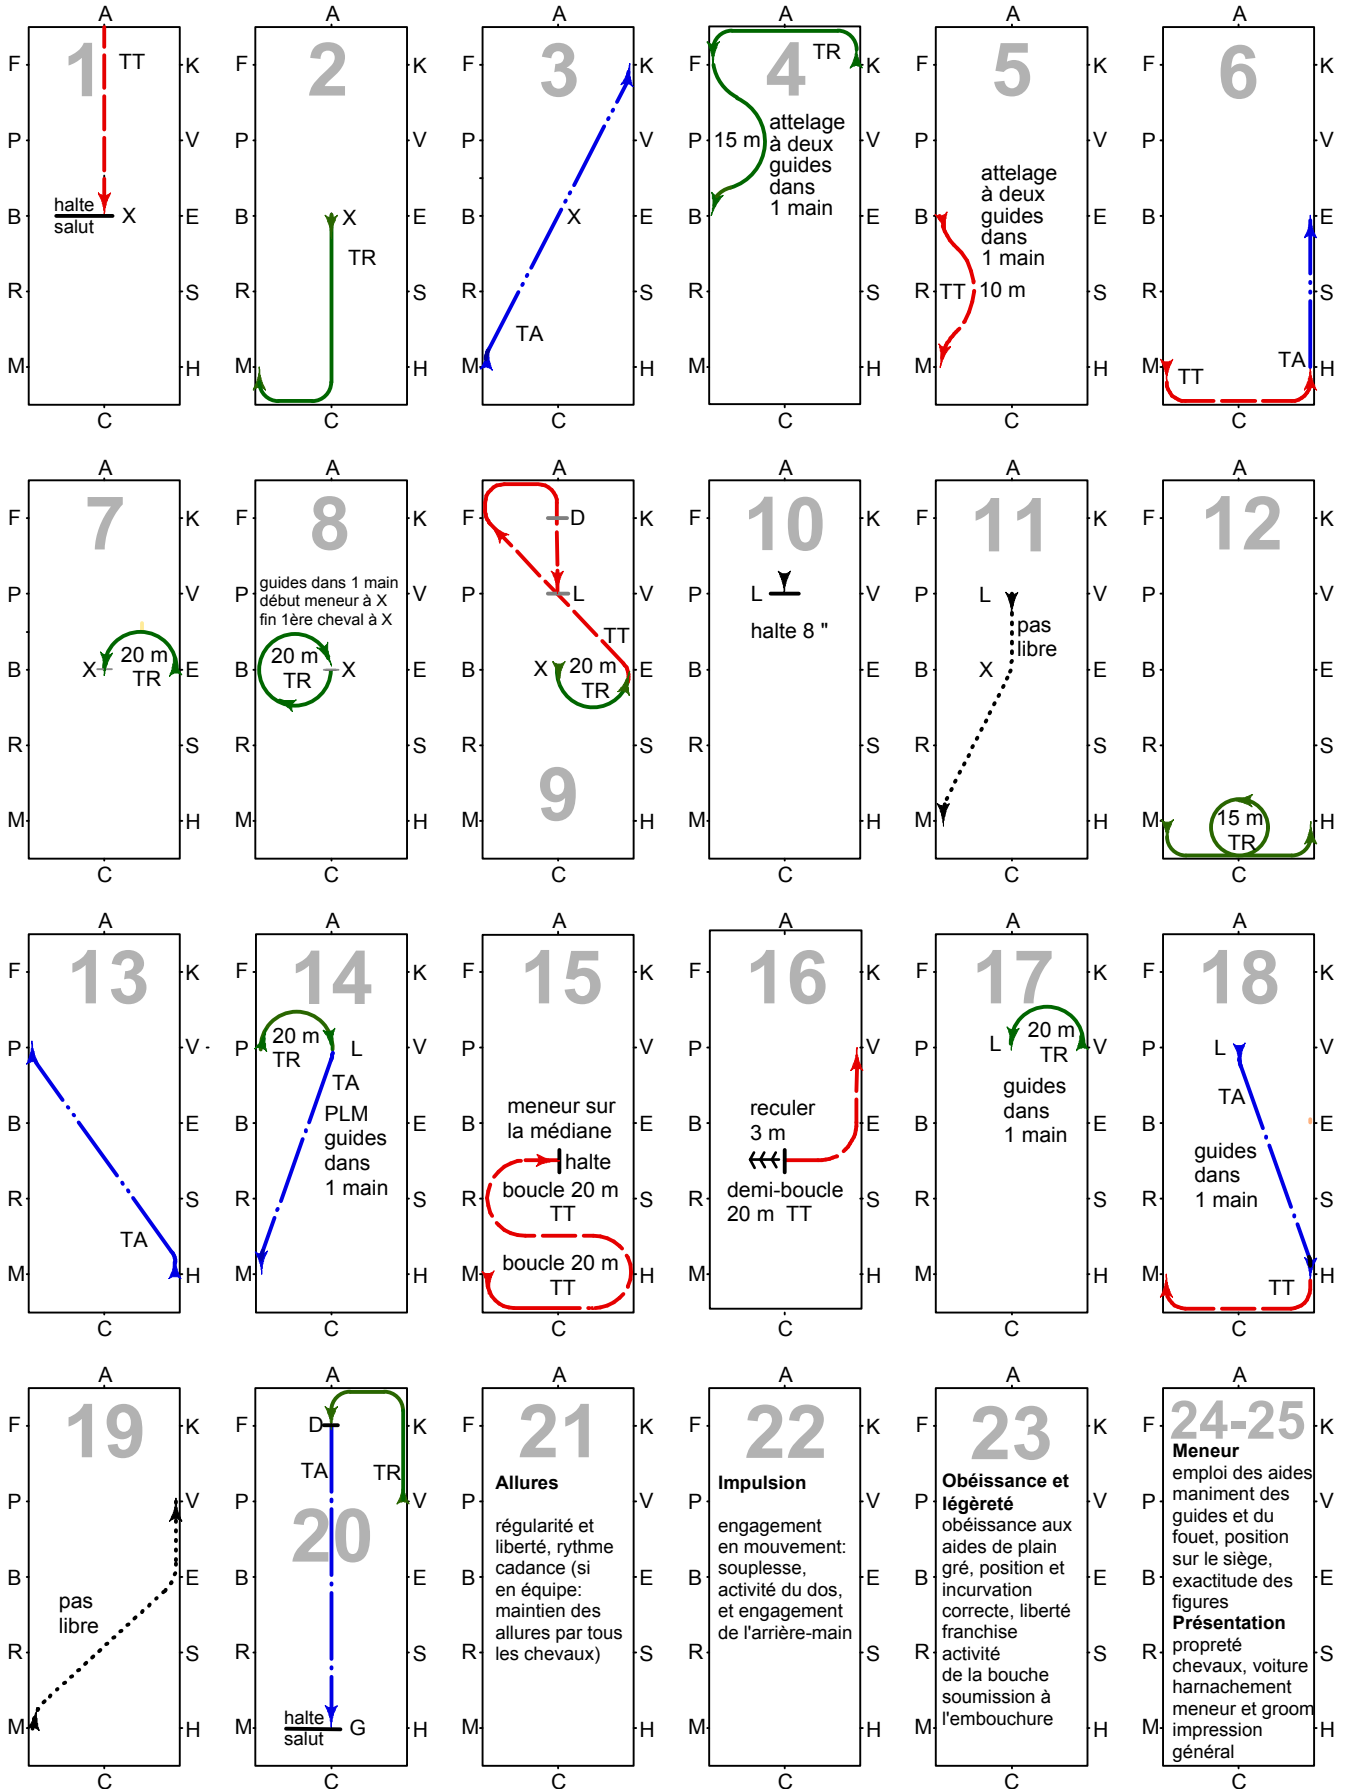 A A A A A A
1 TT
F K
P V
B E
halte
salut
X
R S
M H
C
2
F K
P V
B E
X
TR
R S
M H
C
3
F K
P V
B E
X
R S
TA
M H
C
4
TR
F K
P V
15 m
attelage
à deux
guides
dans
1 main
B E
R S
M H
C
5
F K
P V
attelage
à deux
guides
dans
1 main
B E
R TT 10 m S
M H
C
6
F K
P V
B E
R S
M TT TA H
C
A A A A A A
7
F K
P V
B X 20 m E
TR
R S
M H
C
8
F K
guides dans 1 main
début meneur à X
fin 1ère cheval à X
P V
B 20 m X E
TR
R S
M H
C
F D K
P L V
TT
B X 20 m E
TR
R S
9
M H
C
10
F K
P L V
halte 8 "
B E
R S
M H
C
11
F K
P L V
pas
libre
B X E
R S
M H
C
12
F K
P V
B E
R S
M 15 m H
TR
C
A A A A A A
13
F K
P V -
B E
R S
TA
M H
C
14
F K
P 20 m L V
TR
TA
PLM
guides
dans
1 main
B E
R S
M H
C
15
F K
P V
meneur sur
la médiane
B E
halte
R boucle 20 m S
TT
M boucle 20 m H
TT
C
16
F K
P V
reculer
3 m
B E
demi-boucle
20 m TT
R S
M H
C
17
F K
P L 20 m V
TR
guides
dans
1 main
B E
R S
M H
C
18
F K
P L V
TA
B E
guides
dans
1 main
R S
M TT H
C
A A A A A A
19
F K
P V
B E
pas
libre
R S
M H
C
F D K
TA TR
P V
20
B E
R S
M H
halte
salut
G
C
21
F K
Allures
P V
régularité et
liberté, rythme
cadance (si
en équipe:
maintien des
allures par tous
les chevaux)
B E
R S
M H
C
22
F K
Impulsion
P V
engagement
en mouvement:
souplesse,
activité du dos,
et engagement
de l'arrière-main
B E
R S
M H
C
23
F K
Obéissance et
légèreté
P V
obéissance aux
aides de plain
gré, position et
incurvation
correcte, liberté
franchise
activité
de la bouche
soumission à
l'embouchure
B E
R S
M H
C
24-25
F K
Meneur
emploi des aides
maniment des
guides et du
fouet, position
sur le siège,
exactitude des
figures
Présentation
propreté
chevaux, voiture
harnachement
meneur et groom
impression
général
P V
B E
R S
M H
C